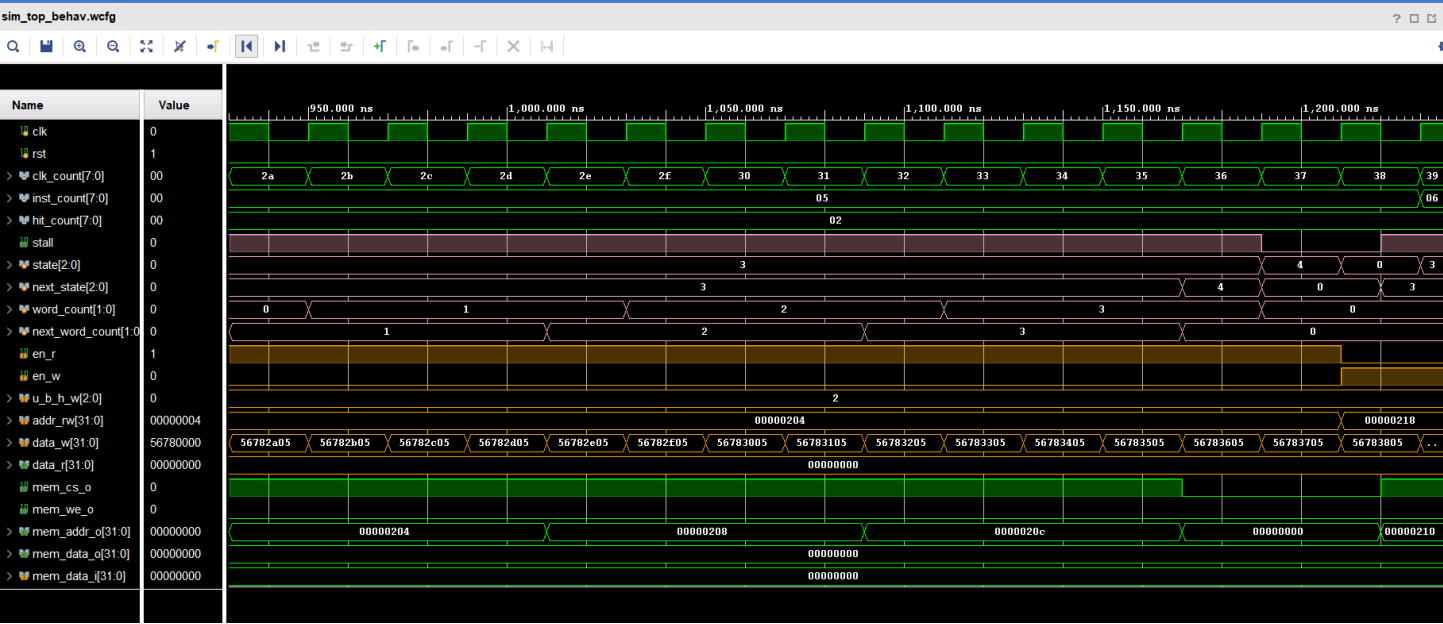 sim_top_behav.wcfg
?
Name Value
950.000 ns 1,000.000 ns 1,050.000 ns 1,100.000 ns 1,150.000 ns 1,200.000 ns
clk 0
rst 1
clk_count[7:0] 00 2a 2b 2c 2d 2e 2f 30 31 32 33 34 35 36 37 38 39
inst_count[7:0] 00 05 06
hit_count[7:0] 00 02
stall 0
state[2:0] 0 3 4 0 3
next_state[2:0] 0 3 4 0 3
word_count[1:0] 0 0 1 2 3 0
next_word_count[1:0 0 1 2 3 0
en_r 1
en_w 0
u_b_h_w[2:0] 0 2
addr_rw[31:0] 00000004 00000204 00000218
data_w[31:0] 56780000 56782a05 56782b05 56782c05 56782d05 56782e05 56782f05 56783005 56783105 56783205 56783305 56783405 56783505 56783605 56783705 56783805 ..
data_r[31:0] 00000000 00000000
mem_cs_o 0
mem_we_o 0
mem_addr_o[31:0] 00000000 00000204 00000208 0000020c 00000000 00000210
mem_data_o[31:0] 00000000 00000000
mem_data_i[31:0] 00000000 00000000